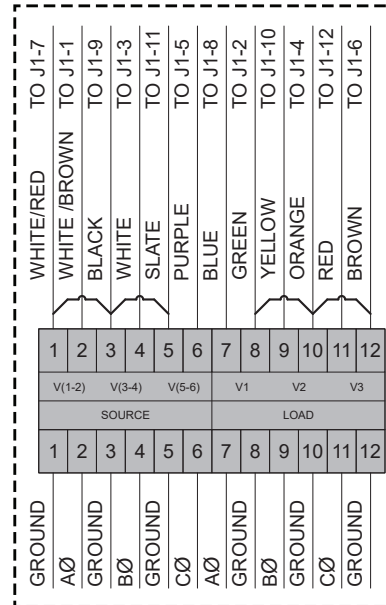 TO J1-7
TO J1-1
TO J1-9
TO J1-3
TO J1-11
TO J1-5
TO J1-8
TO J1-2
TO J1-10
TO J1-4
TO J1-12
TO J1-6
WHITE/RED
WHITE /BROWN
BLACK
WHITE
SLATE
PURPLE
BLUE
GREEN
YELLOW
ORANGE
RED
BROWN
1 2 3 4 5 6 7 8 9 10 11 12
V(1-2) V(3-4) V(5-6) V1 V2 V3
SOURCE LOAD
1 2 3 4 5 6 7 8 9 10 11 12
GROUND
AØ
GROUND
BØ
GROUND
CØ
AØ
GROUND
BØ
GROUND
CØ
GROUND